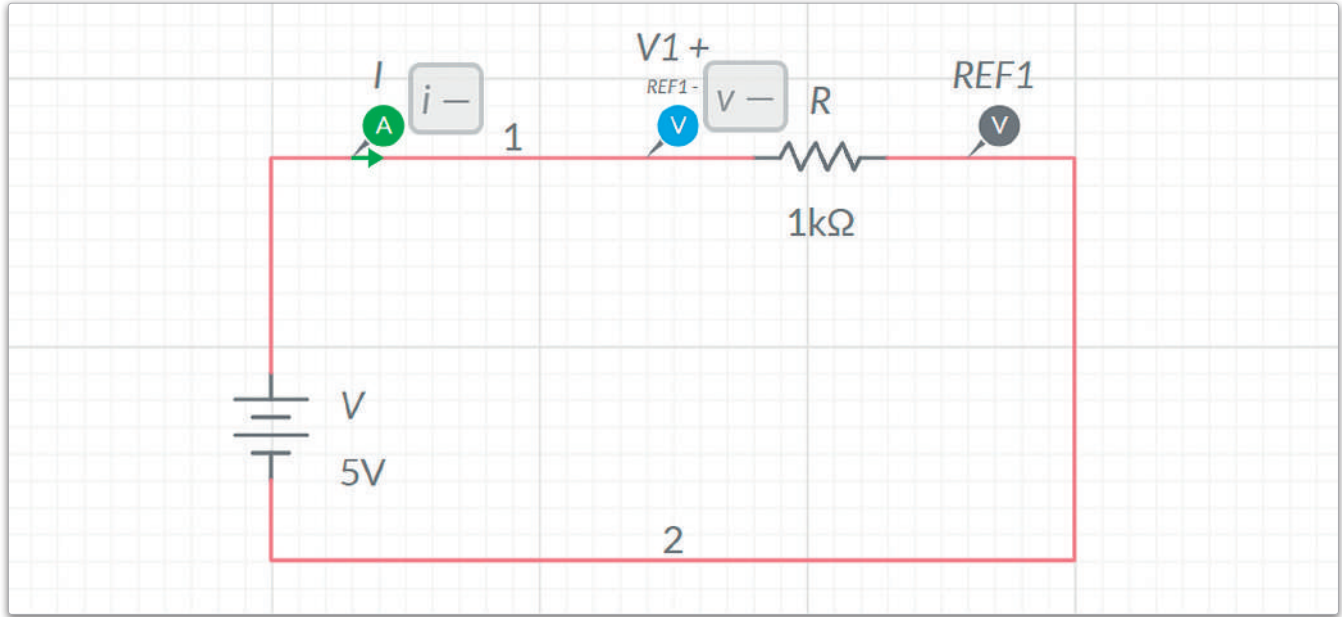 I
A
i —
1
V1 +
REF1 -
V
v —
R
1kΩ
REF1
V
V
5V
2